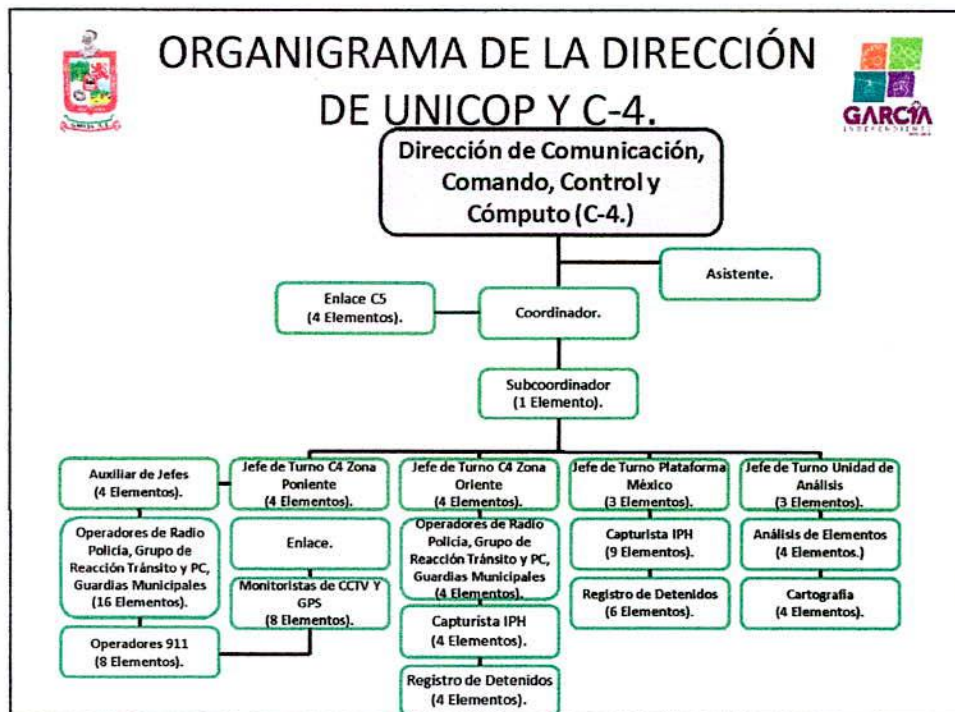 ORGANIGRAMA DE LA DIRECCIÓN
DE UNICOP Y C-4.
GARCÍA, N.L.
GARCÍA
INDEPENDIENTE
Dirección de Comunicación,
Comando, Control y
Cómputo (C-4.)
Asistente.
Enlace C5
(4 Elementos).
Coordinador.
Subcoordinador
(1 Elemento).
Auxiliar de Jefes
(4 Elementos).
Jefe de Turno C4 Zona
Poniente
(4 Elementos).
Jefe de Turno C4 Zona
Oriente
(4 Elementos).
Jefe de Turno Plataforma
México
(3 Elementos).
Jefe de Turno Unidad de
Análisis
(3 Elementos).
Operadores de Radio
Policía, Grupo de
Reacción Tránsito y PC,
Guardias Municipales
(16 Elementos).
Enlace.
Operadores de Radio
Policía, Grupo de
Reacción Tránsito y PC,
Guardias Municipales
(4 Elementos).
Capturista IPH
(9 Elementos).
Análisis de Elementos
(4 Elementos.)
Monitoristas de CCTV Y
GPS
(8 Elementos).
Registro de Detenidos
(6 Elementos).
Cartografia
(4 Elementos).
Operadores 911
(8 Elementos).
Capturista IPH
(4 Elementos).
Registro de Detenidos
(4 Elementos).